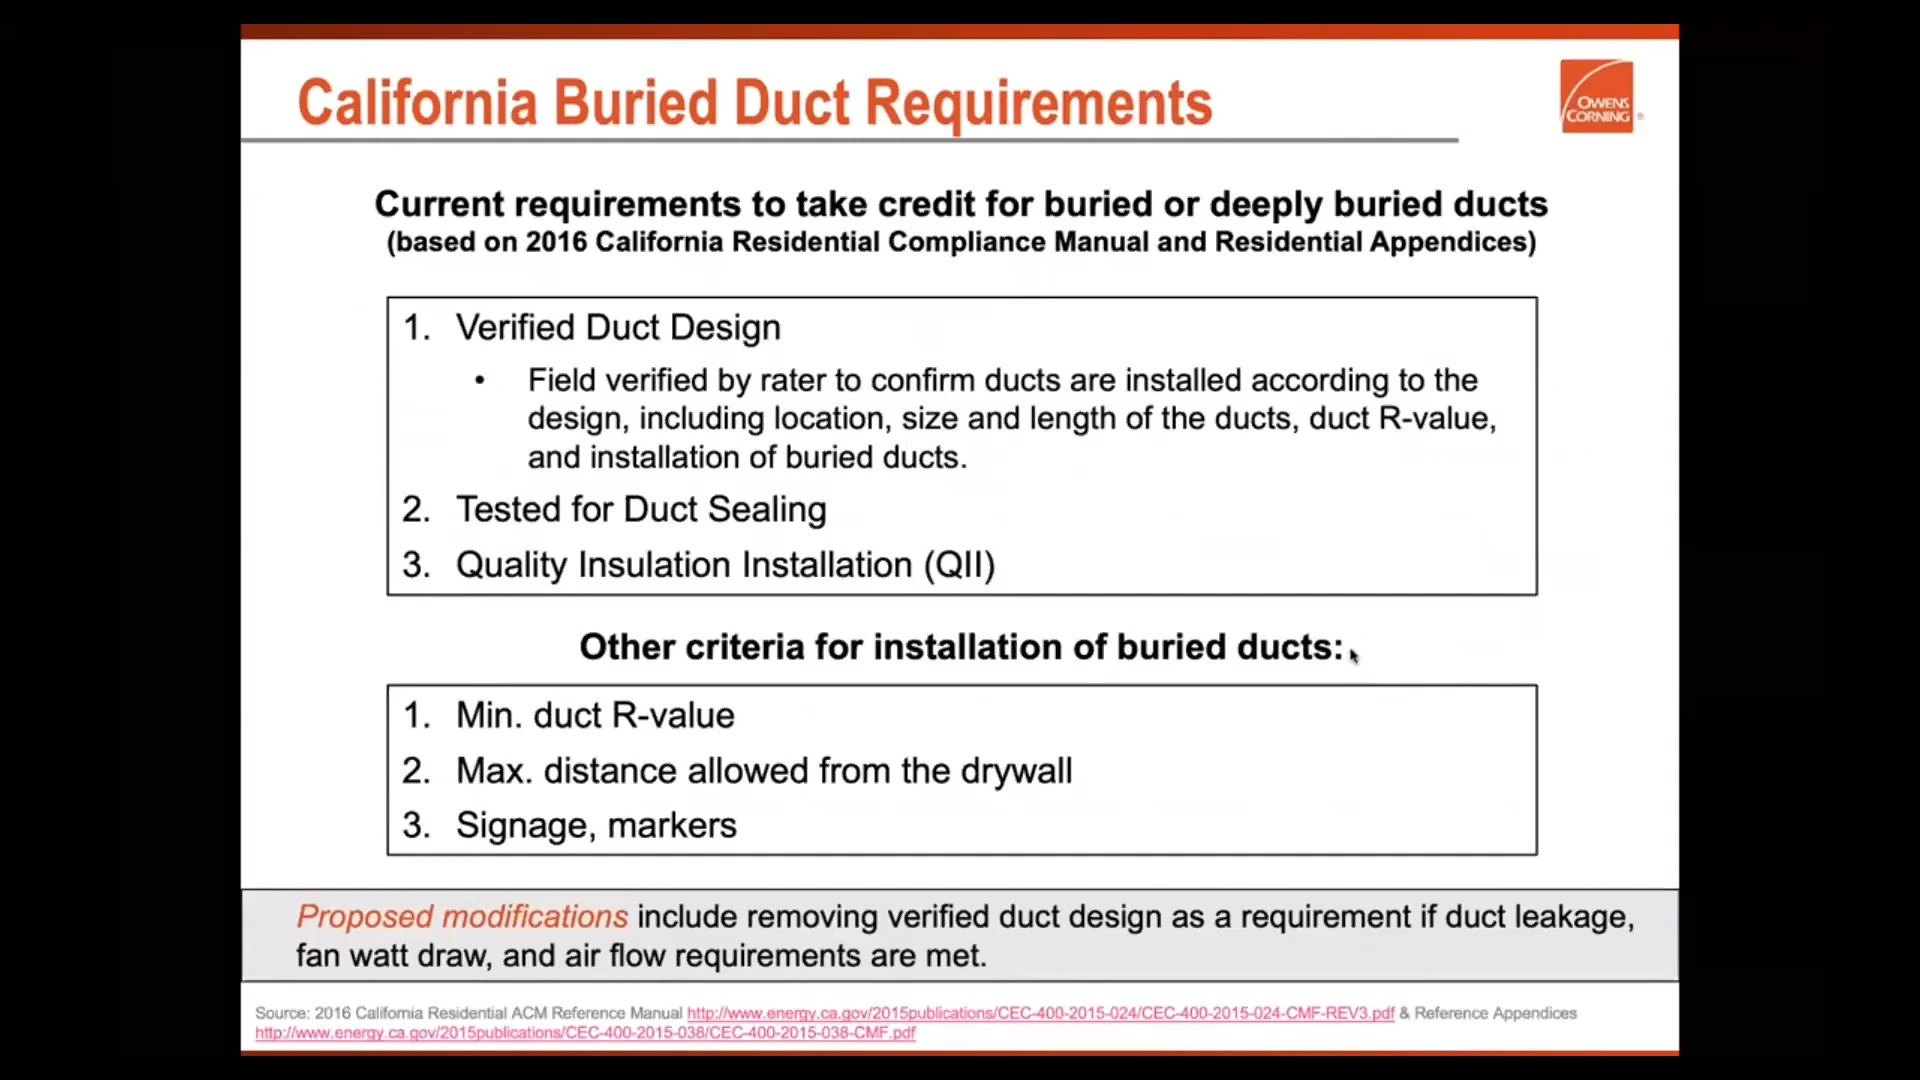 California Buried Duct Requirements
OWENS
CORNING ®
Current requirements to take credit for buried or deeply buried ducts
(based on 2016 California Residential Compliance Manual and Residential Appendices)
1. Verified Duct Design
• Field verified by rater to confirm ducts are installed according to the
design, including location, size and length of the ducts, duct R-value,
and installation of buried ducts.
2. Tested for Duct Sealing
3. Quality Insulation Installation (QII)
Other criteria for installation of buried ducts:
1. Min. duct R-value
2. Max. distance allowed from the drywall
3. Signage, markers
Proposed modifications include removing verified duct design as a requirement if duct leakage,
fan watt draw, and air flow requirements are met.
Source: 2016 California Residential ACM Reference Manual http://www.energy.ca.gov/2015publications/CEC-400-2015-024/CEC-400-2015-024-CMF-REV3.pdf & Reference Appendices
http://www.energy.ca.gov/2015publications/CEC-400-2015-038/CEC-400-2015-038-CMF.pdf